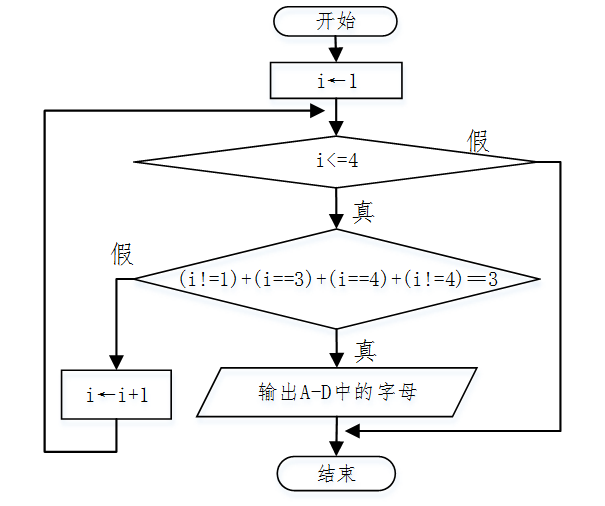 开始
i←1
i<=4
假
真
假
(i!=1)+(i==3)+(i==4)+(i!=4)==3
真
i←i+1
输出A-D中的字母
结束